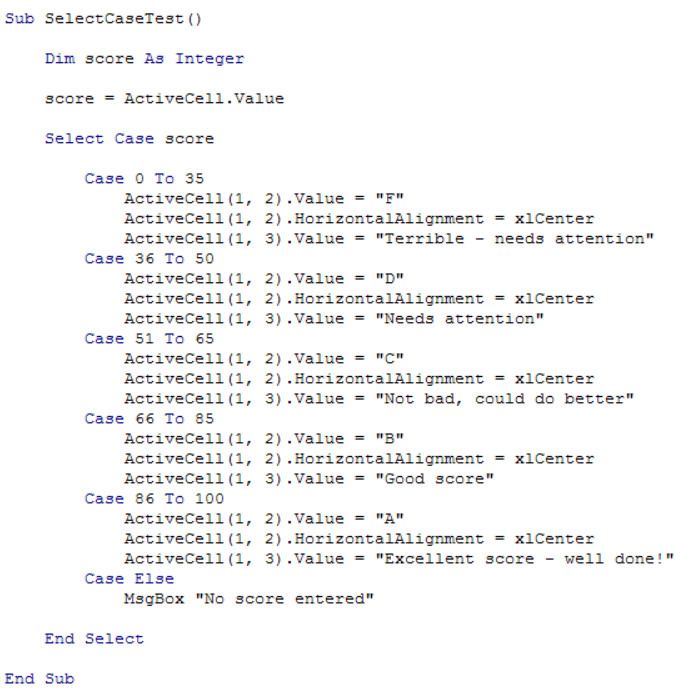 Sub SelectCaseTest()
Dim score As Integer
score = ActiveCell.Value
Select Case score
Case 0 To 35
ActiveCell(1, 2).Value = "F"
ActiveCell(1, 2).HorizontalAlignment = xlCenter
ActiveCell(1, 3).Value = "Terrible - needs attention"
Case 36 To 50
ActiveCell(1, 2).Value = "D"
ActiveCell(1, 2).HorizontalAlignment = xlCenter
ActiveCell(1, 3).Value = "Needs attention"
Case 51 To 65
ActiveCell(1, 2).Value = "C"
ActiveCell(1, 2).HorizontalAlignment = xlCenter
ActiveCell(1, 3).Value = "Not bad, could do better"
Case 66 To 85
ActiveCell(1, 2).Value = "B"
ActiveCell(1, 2).HorizontalAlignment = xlCenter
ActiveCell(1, 3).Value = "Good score"
Case 86 To 100
ActiveCell(1, 2).Value = "A"
ActiveCell(1, 2).HorizontalAlignment = xlCenter
ActiveCell(1, 3).Value = "Excellent score - well done!"
Case Else
MsgBox "No score entered"
End Select
End Sub